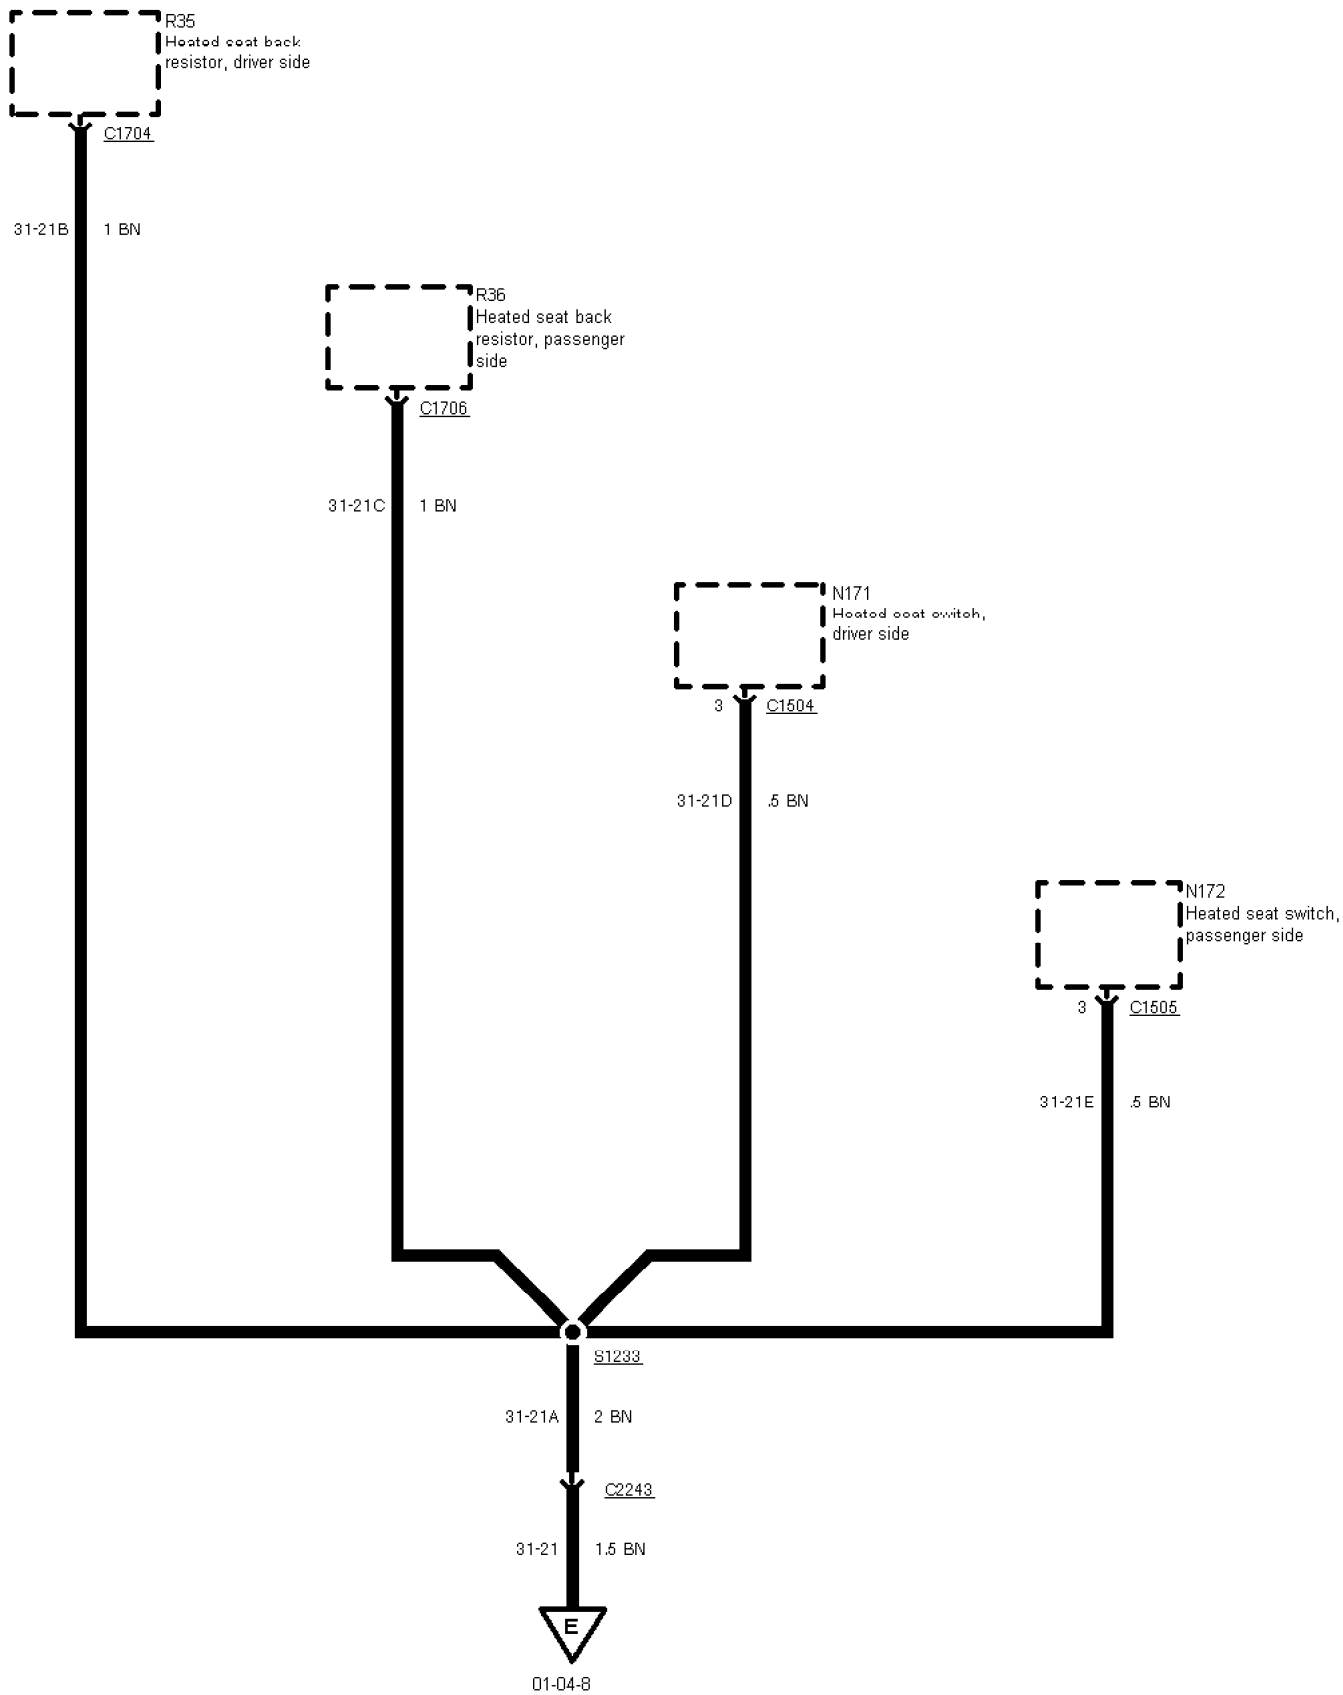 R35
Heated seat back
resistor, driver side
C1704
31-21B
1 BN
R36
Heated seat back
resistor, passenger
side
C1706
31-21C
1 BN
N171
Heated seat switch,
driver side
3
C1504
31-21D
.5 BN
N172
Heated seat switch,
passenger side
3
C1505
31-21E
.5 BN
S1233
31-21A
2 BN
C2243
31-21
1.5 BN
E
01-04-8